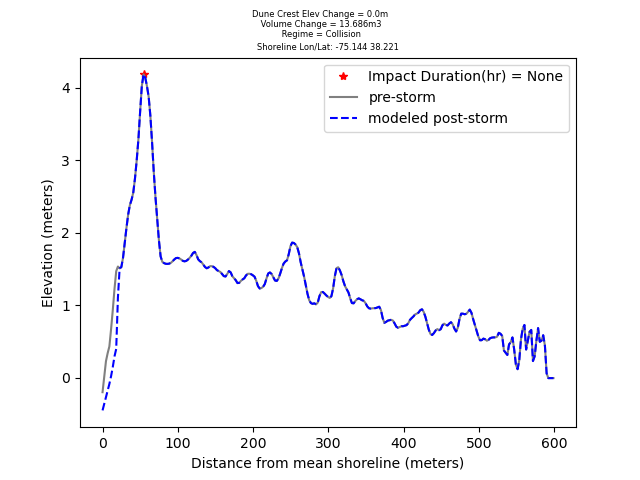 Dune Crest Elev Change = 0.0m
Volume Change = 13.686m3
Regime = Collision
Shoreline Lon/Lat: -75.144 38.221
Impact Duration(hr) = None
pre-storm
modeled post-storm
Elevation (meters)
4
3
2
1
0
0 100 200 300 400 500 600
Distance from mean shoreline (meters)